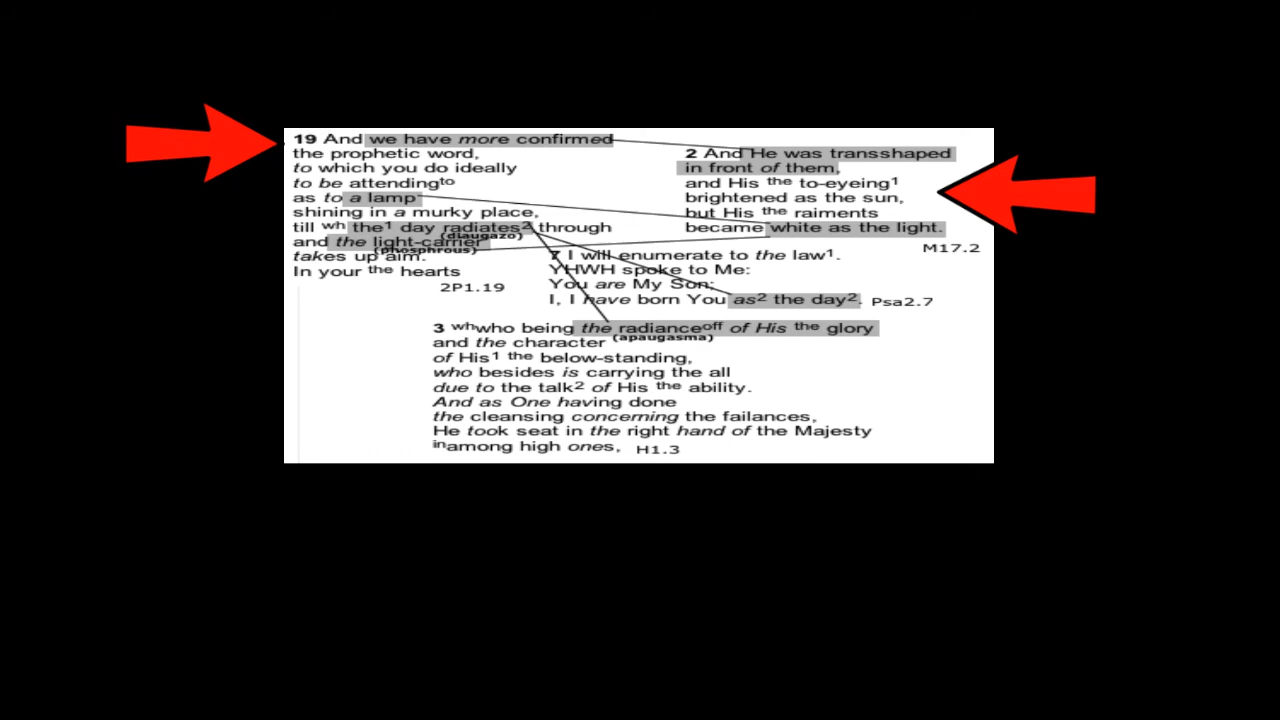 19 And we have more confirmed
the prophetic word,
to which you do ideally
to be attendingto
as to a lamp
shining in a murky place,
till wh the1 day radiates2 through
(diaugazo)
and the light-carrier
(phosphrous)
takes up aim.
In your the hearts
2P1.19
2 And He was transshaped
in front of them,
and His the to-eyeing1
brightened as the sun,
but His the raiments
became white as the light.
M17.2
7 I will enumerate to the law1.
YHWH spoke to Me:
You are My Son;
I, I have born You as2 the day2. Psa2.7
3 whwho being the radianceoff of His the glory
(apaugasma)
and the character
of His1 the below-standing,
who besides is carrying the all
due to the talk2 of His the ability.
And as One having done
the cleansing concerning the failances,
He took seat in the right hand of the Majesty
inamong high ones, H1.3